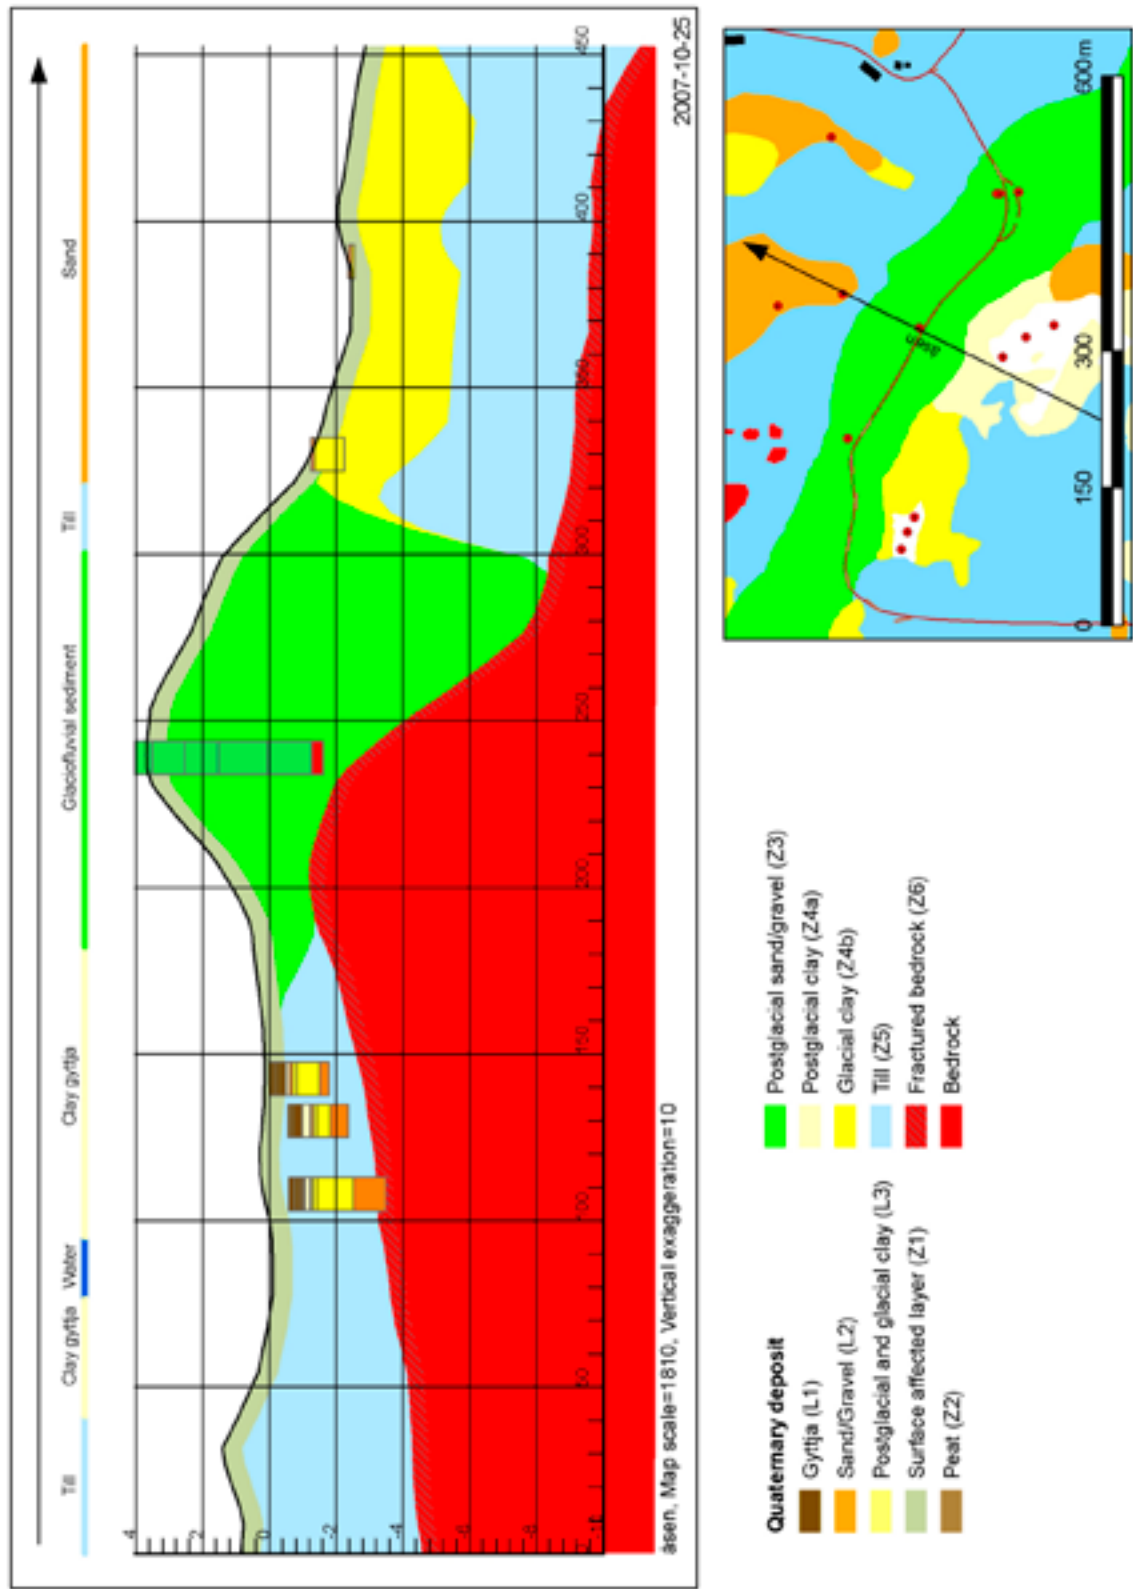 Till
Clay gyttja
Water
Clay gyttja
Glaciofluvial sediment
Till
Sand
4
2
0
-2
-4
-6
-8
-10
0
50
100
150
200
250
300
350
400
450
åsen, Map scale=1810, Vertical exaggeration=10
2007-10-25
Quaternary deposit
Gyttja (L1)
Sand/Gravel (L2)
Postglacial and glacial clay (L3)
Surface affected layer (Z1)
Peat (Z2)
Postglacial sand/gravel (Z3)
Postglacial clay (Z4a)
Glacial clay (Z4b)
Till (Z5)
Fractured bedrock (Z6)
Bedrock
åsen
0
150
300
600 m